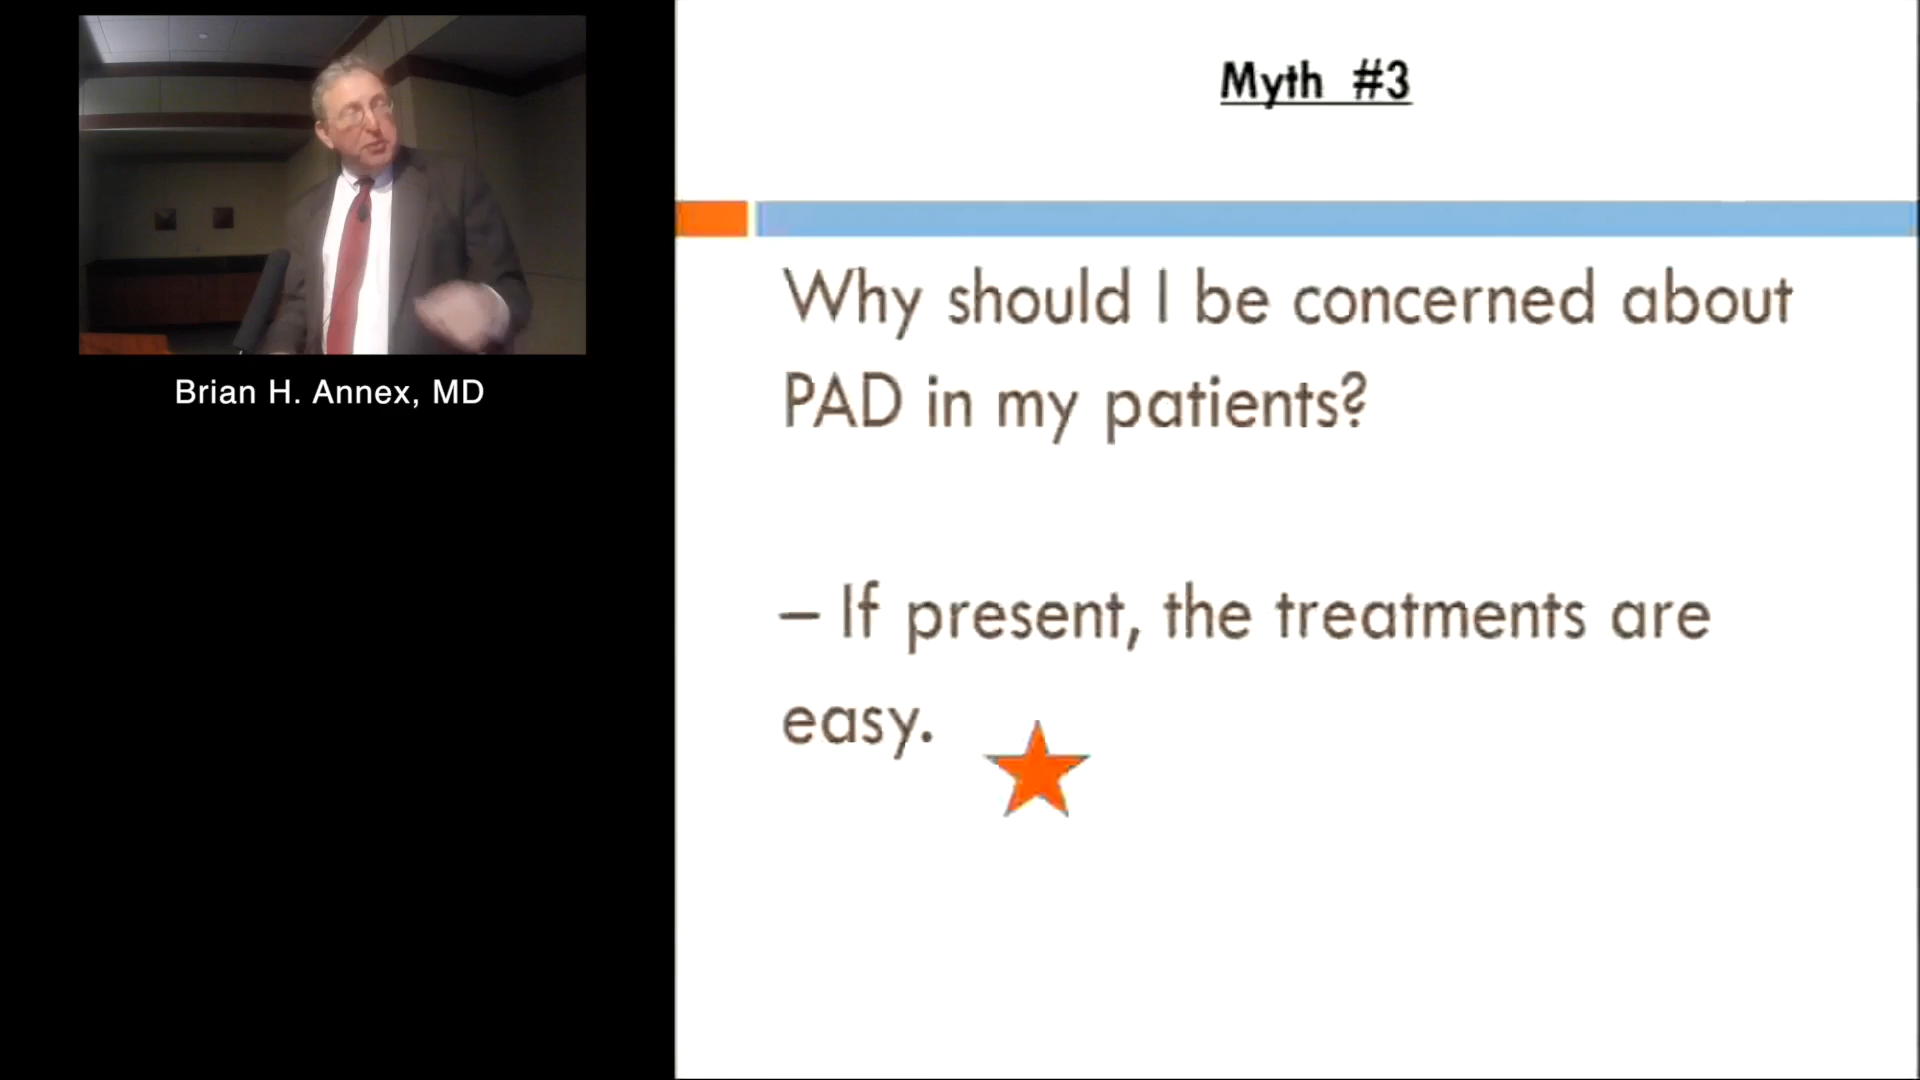 Myth #3
Brian H. Annex, MD
Why should I be concerned about
PAD in my patients?
– If present, the treatments are
easy.